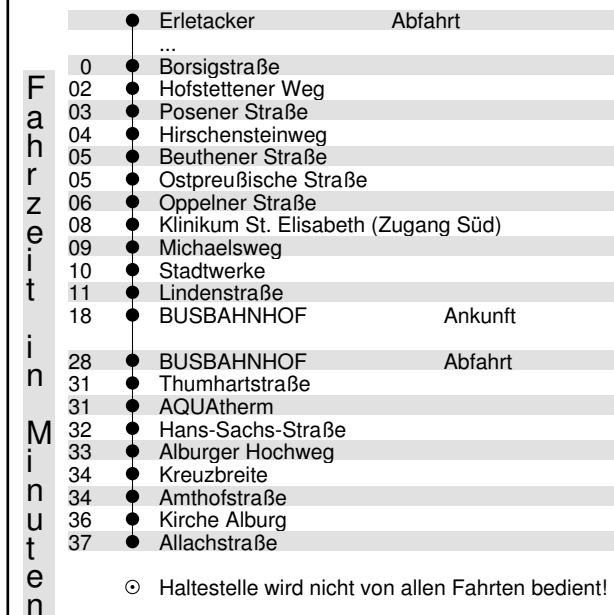 Fahrzeit in Minuten
Erletacker Abfahrt
...
0 Borsigstraße
02 Hofstettener Weg
03 Posener Straße
04 Hirschensteinweg
05 Beuthener Straße
05 Ostpreußische Straße
06 Oppelner Straße
08 Klinikum St. Elisabeth (Zugang Süd)
09 Michaelsweg
10 Stadtwerke
11 Lindenstraße
18 BUSBAHNHOF Ankunft
28 BUSBAHNHOF Abfahrt
31 Thumhartstraße
31 AQUAtherm
32 Hans-Sachs-Straße
33 Alburger Hochweg
34 Kreuzbreite
34 Amthofstraße
36 Kirche Alburg
37 Allachstraße
☉ Haltestelle wird nicht von allen Fahrten bedient!